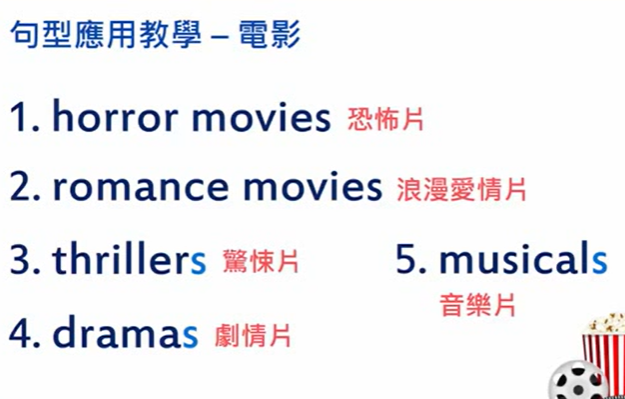 句型應用教學 – 電影
1. horror movies 恐怖片
2. romance movies 浪漫愛情片
3. thrillers 驚悚片
4. dramas 劇情片
5. musicals
音樂片